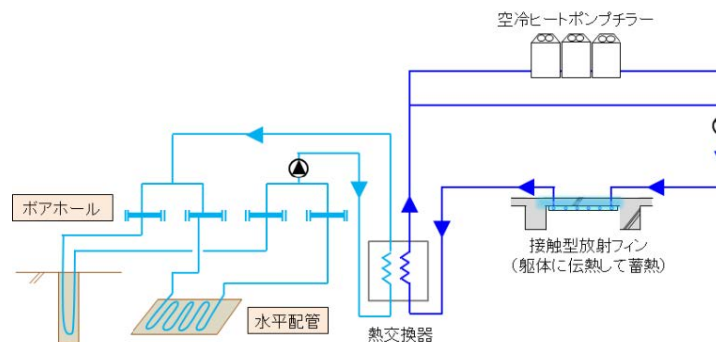 空冷ヒートポンプチラー
ボアホール
接触型放射フィン
（躯体に伝熱して蓄熱）
水平配管
熱交換器